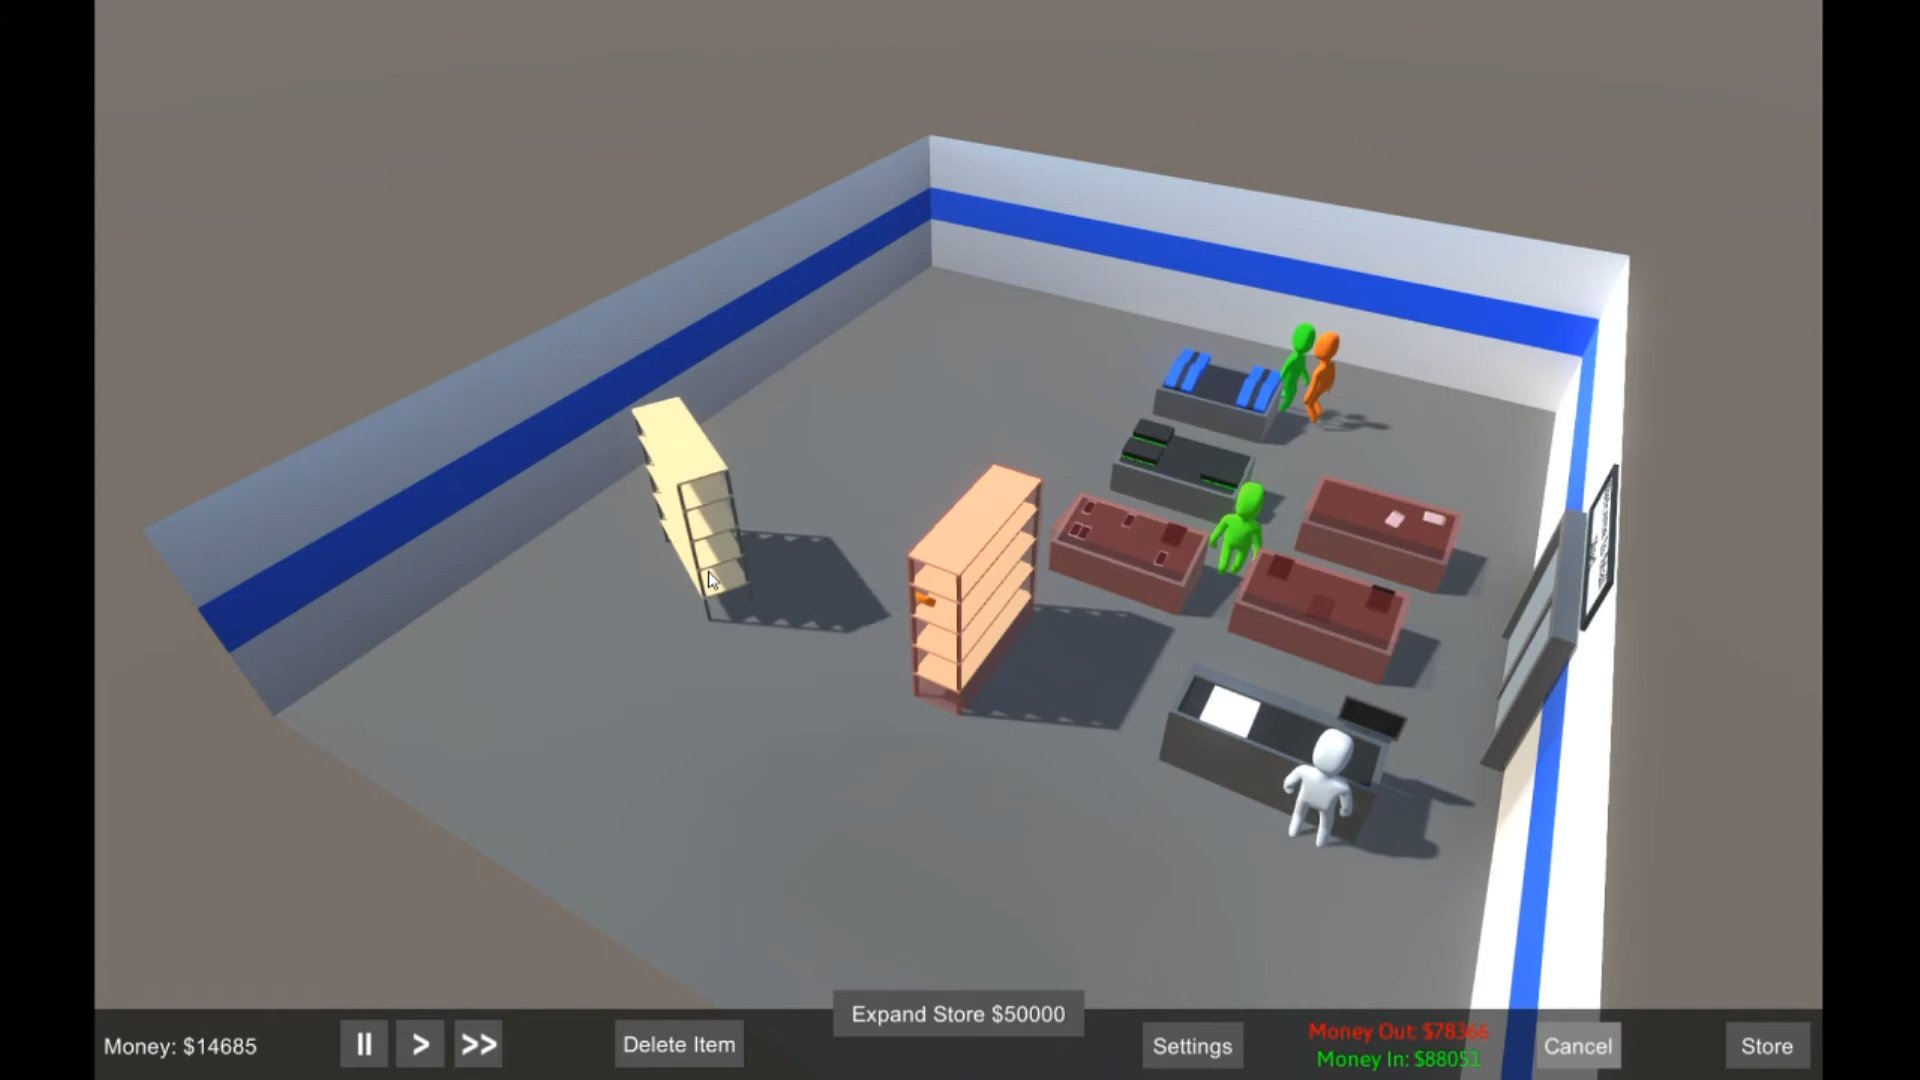 Expand Store $50000
Money: $14685
Delete Item
Settings
Money Out: $78366
Money In: $88051
Cancel
Store